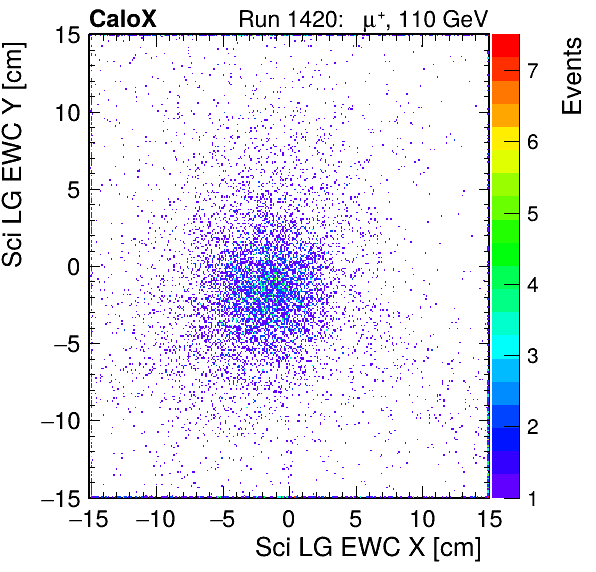 CaloX Run 1420: μ⁺, 110 GeV
Sci LG EWC Y [cm]
15
10
5
0
−5
−10
−15
−15 −10 −5 0 5 10 15
Sci LG EWC X [cm]
Events
7
6
5
4
3
2
1